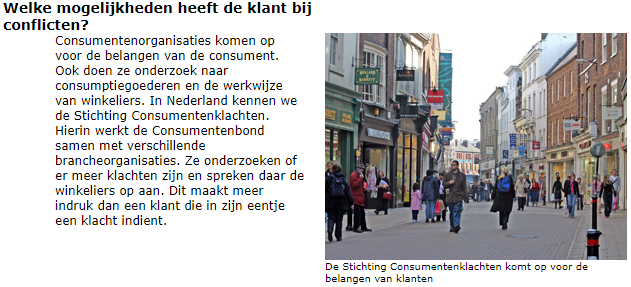 Welke mogelijkheden heeft de klant bij
conflicten?
Consumentenorganisaties komen op
voor de belangen van de consument.
Ook doen ze onderzoek naar
consumptiegoederen en de werkwijze
van winkeliers. In Nederland kennen we
de Stichting Consumentenklachten.
Hierin werkt de Consumentenbond
samen met verschillende
brancheorganisaties. Ze onderzoeken of
er meer klachten zijn en spreken daar de
winkeliers op aan. Dit maakt meer
indruk dan een klant die in zijn eentje
een klacht indient.
HOLLAND
& BARRETT
De Stichting Consumentenklachten komt op voor de
belangen van klanten